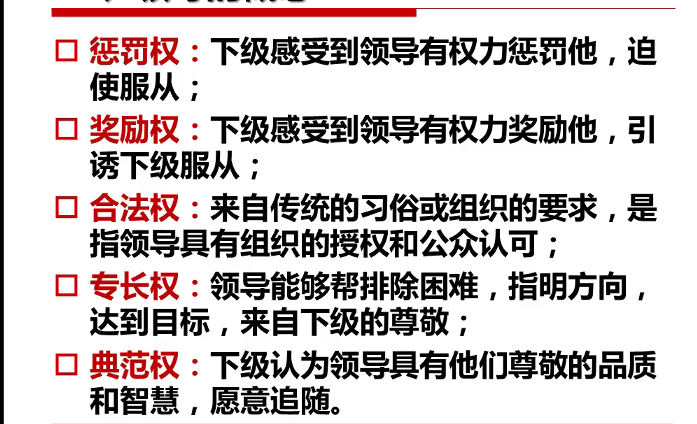 惩罚权：下级感受到领导有权力惩罚他，迫
使服从；
奖励权：下级感受到领导有权力奖励他，引
诱下级服从；
合法权：来自传统的习俗或组织的要求，是
指领导具有组织的授权和公众认可；
专长权：领导能够帮排除困难，指明方向，
达到目标，来自下级的尊敬；
典范权：下级认为领导具有他们尊敬的品质
和智慧，愿意追随。